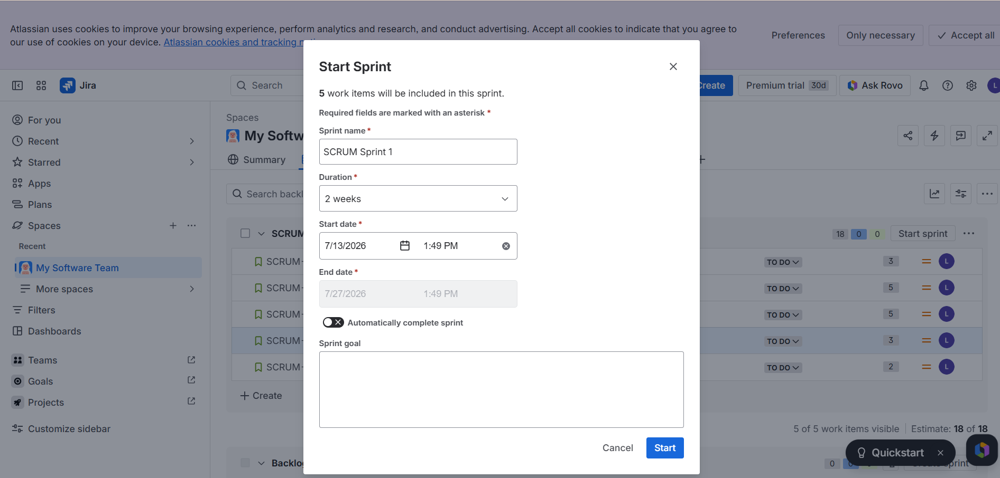 Atlassian uses cookies to improve your browsing experience, perform analytics and research, and conduct advertising. Accept all cookies to indicate that you agree to
our use of cookies on your device. Atlassian cookies and tracking
Preferences
Only necessary
Accept all
Jira
Search
Create
Premium trial 30d
Ask Rovo
L
For you
Recent
Starred
Apps
Plans
Spaces
Recent
My Software Team
More spaces
Filters
Dashboards
Teams
Goals
Projects
Customize sidebar
Spaces
My Softw
Summary
Search backl
SCRUM
18 0 0 Start sprint
SCRUM- TO DO 3 L
SCRUM- TO DO 5 L
SCRUM- TO DO 5 L
SCRUM- TO DO 3 L
SCRUM- TO DO 2 L
Create
5 of 5 work items visible Estimate: 18 of 18
Backlog
0 0
Quickstart
Start Sprint
5 work items will be included in this sprint.
Required fields are marked with an asterisk *
Sprint name *
SCRUM Sprint 1
Duration *
2 weeks
Start date *
7/13/2026 1:49 PM
End date *
7/27/2026 1:49 PM
Automatically complete sprint
Sprint goal
Cancel
Start